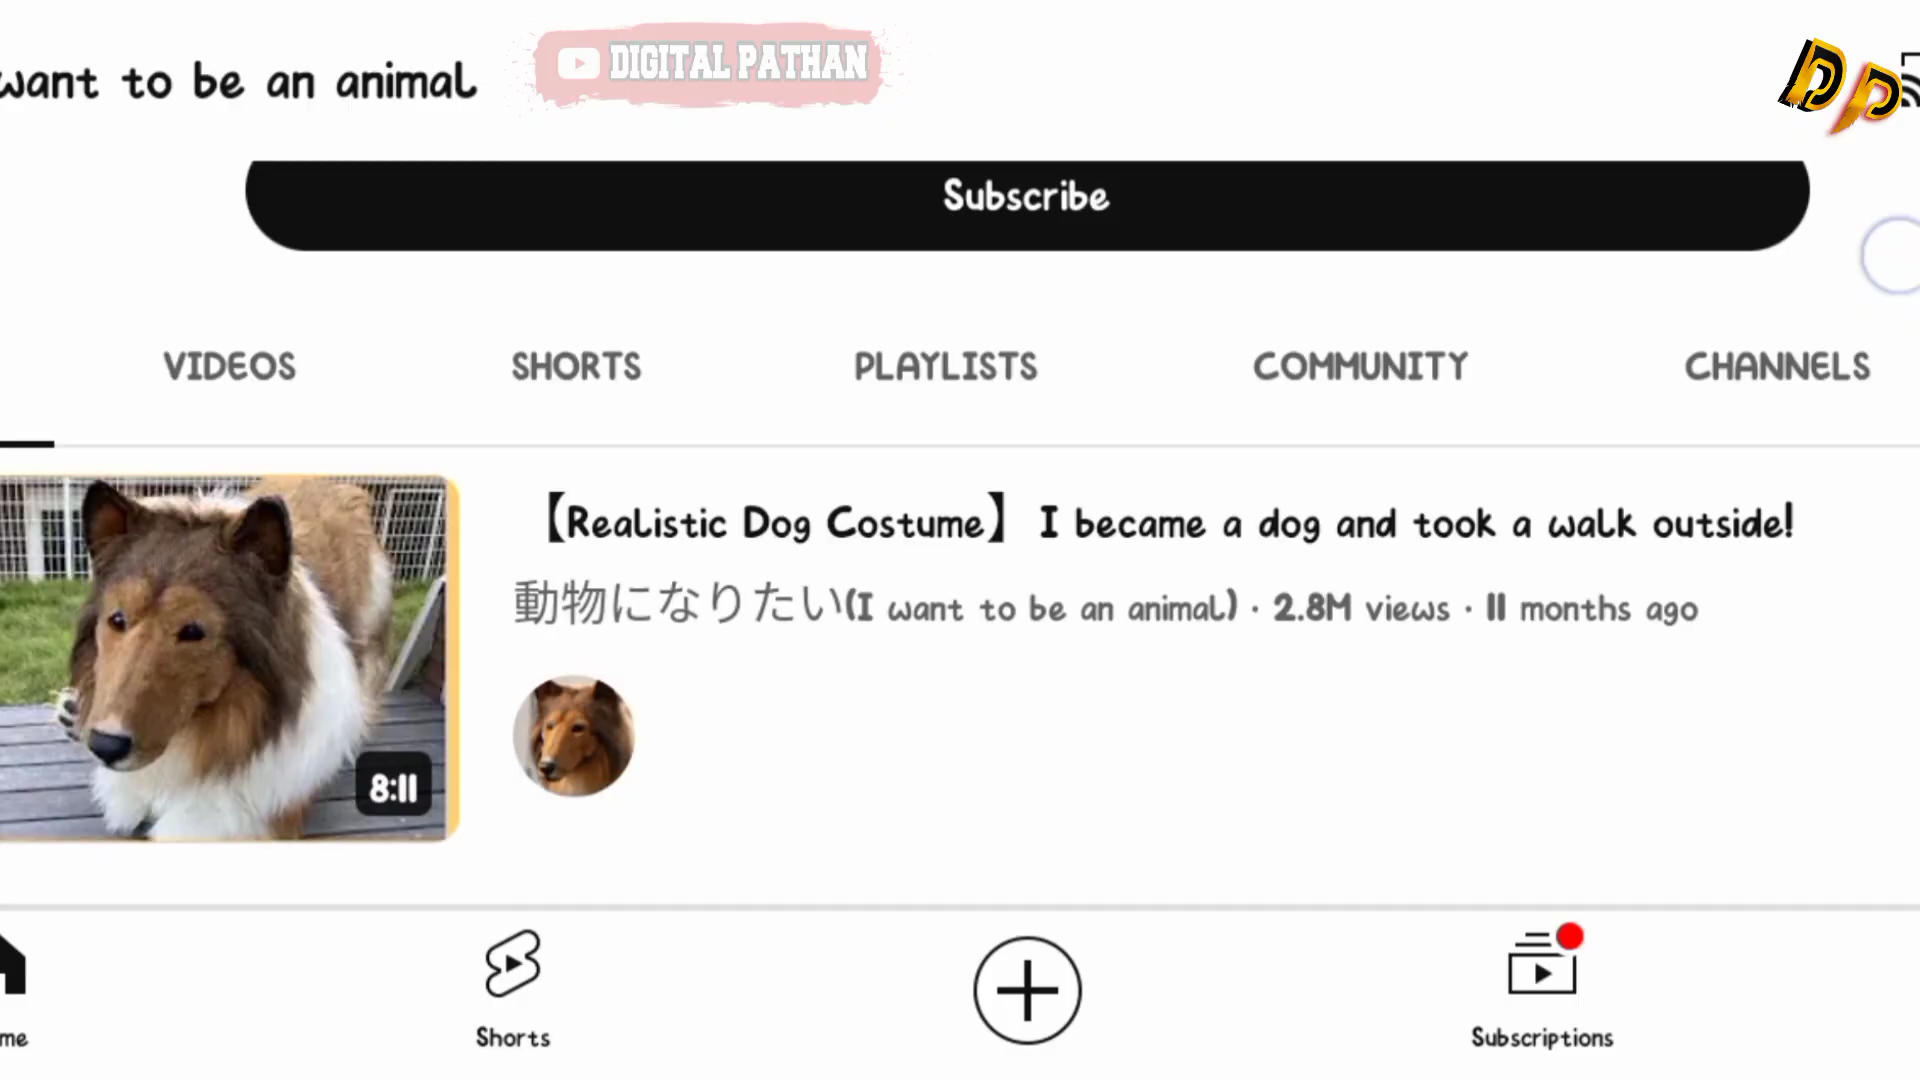 want to be an animal
DIGITAL PATHAN
DP
Subscribe
VIDEOS SHORTS PLAYLISTS COMMUNITY CHANNELS
【Realistic Dog Costume】 I became a dog and took a walk outside!
動物になりたい(I want to be an animal) · 2.8M views · 11 months ago
8:11
me Shorts Subscriptions